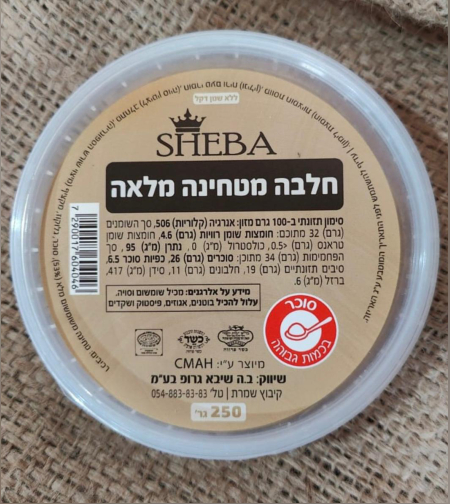 ללא שמן דקל
SHEBA
חלבה מטחינה מלאה
סימון תזונתי ב-100 גרם מזון: אנרגיה (קלוריות) 506, סך השומנים
(גרם) 32 מתוכם: חומצות שומן רוויות (גרם) 4.6, חומצות שומן
טראנס (גרם) <0.5, כולסטרול (מ"ג) 0, נתרן (מ"ג) 95, סך
הפחמימות (גרם) 34 מתוכן: סוכרים (גרם) 26, כפיות סוכר 6.5,
סיבים תזונתיים (גרם) 19, חלבונים (גרם) 11, סידן (מ"ג) 417,
ברזל (מ"ג) 6.
מידע על אלרגנים: מכיל שומשום וסויה.
עלול להכיל בוטנים, אגוזים, פיסטוק ושקדים
סוכר
בכמות גבוהה
כשר
מיוצר ע"י: CMAH
שיווק: ב.ה שיבא גרופ בע"מ
קיבוץ שמרת | טל' 054-883-83-83
250 גר'
7290017604046